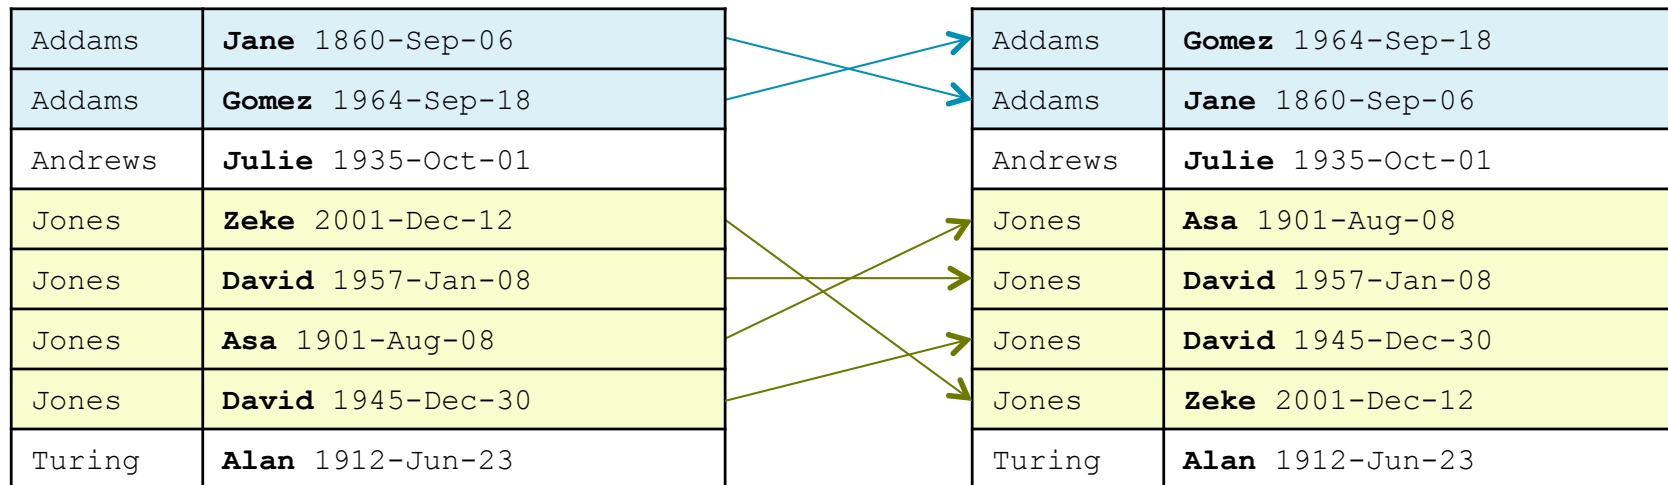 Addams Jane 1860-Sep-06
Addams Gomez 1964-Sep-18
Andrews Julie 1935-Oct-01
Jones Zeke 2001-Dec-12
Jones David 1957-Jan-08
Jones Asa 1901-Aug-08
Jones David 1945-Dec-30
Turing Alan 1912-Jun-23
Addams Gomez 1964-Sep-18
Addams Jane 1860-Sep-06
Andrews Julie 1935-Oct-01
Jones Asa 1901-Aug-08
Jones David 1957-Jan-08
Jones David 1945-Dec-30
Jones Zeke 2001-Dec-12
Turing Alan 1912-Jun-23